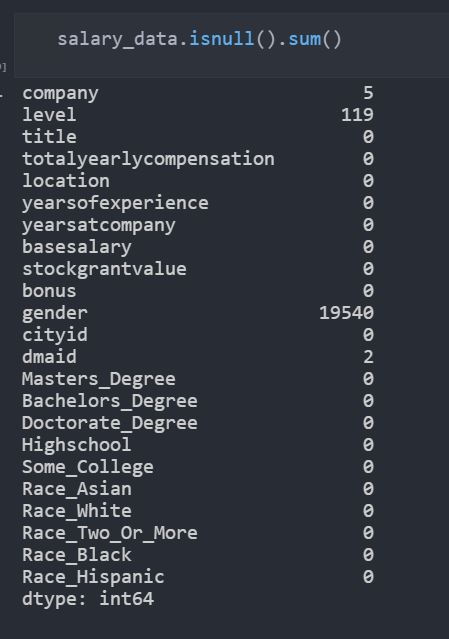 salary_data.isnull().sum()
company 5
level 119
title 0
totalyearlycompensation 0
location 0
yearsofexperience 0
yearsatcompany 0
basesalary 0
stockgrantvalue 0
bonus 0
gender 19540
cityid 0
dmaid 2
Masters_Degree 0
Bachelors_Degree 0
Doctorate_Degree 0
Highschool 0
Some_College 0
Race_Asian 0
Race_White 0
Race_Two_Or_More 0
Race_Black 0
Race_Hispanic 0
dtype: int64